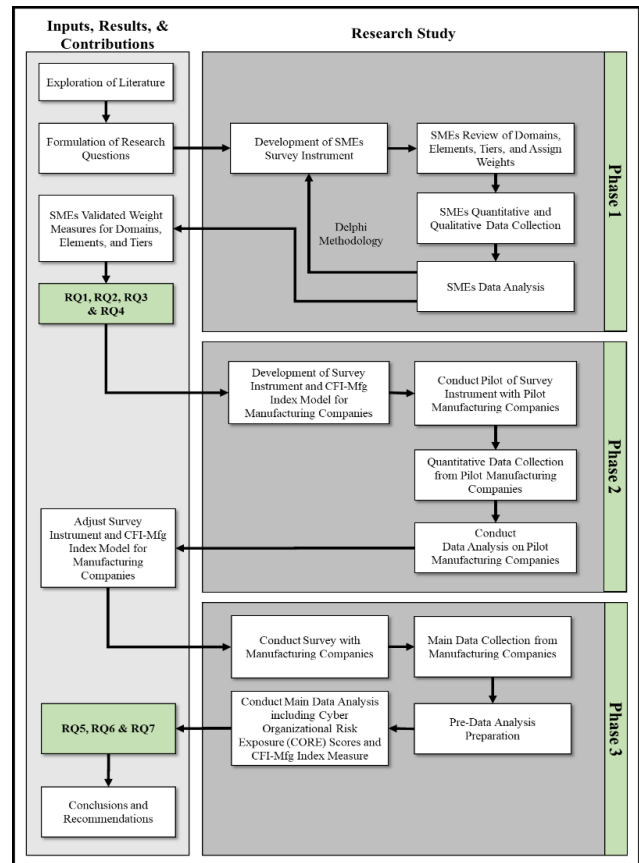 Inputs, Results, &
Contributions
Research Study
Exploration of Literature
Formulation of Research
Questions
Development of SMEs
Survey Instrument
SMEs Review of Domains,
Elements, Tiers, and Assign
Weights
SMEs Quantitative and
Qualitative Data Collection
SMEs Data Analysis
Delphi
Methodology
SMEs Validated Weight
Measures for Domains,
Elements, and Tiers
RQ1, RQ2, RQ3
& RQ4
Phase 1
Development of Survey
Instrument and CFI-Mfg
Index Model for
Manufacturing Companies
Conduct Pilot of Survey
Instrument with Pilot
Manufacturing Companies
Quantitative Data Collection
from Pilot Manufacturing
Companies
Conduct
Data Analysis on Pilot
Manufacturing Companies
Adjust Survey
Instrument and CFI-Mfg
Index Model for
Manufacturing
Companies
Phase 2
Conduct Survey with
Manufacturing Companies
Main Data Collection from
Manufacturing Companies
Pre-Data Analysis
Preparation
Conduct Main Data Analysis
including Cyber
Organizational Risk
Exposure (CORE) Scores and
CFI-Mfg Index Measure
RQ5, RQ6 & RQ7
Conclusions and
Recommendations
Phase 3